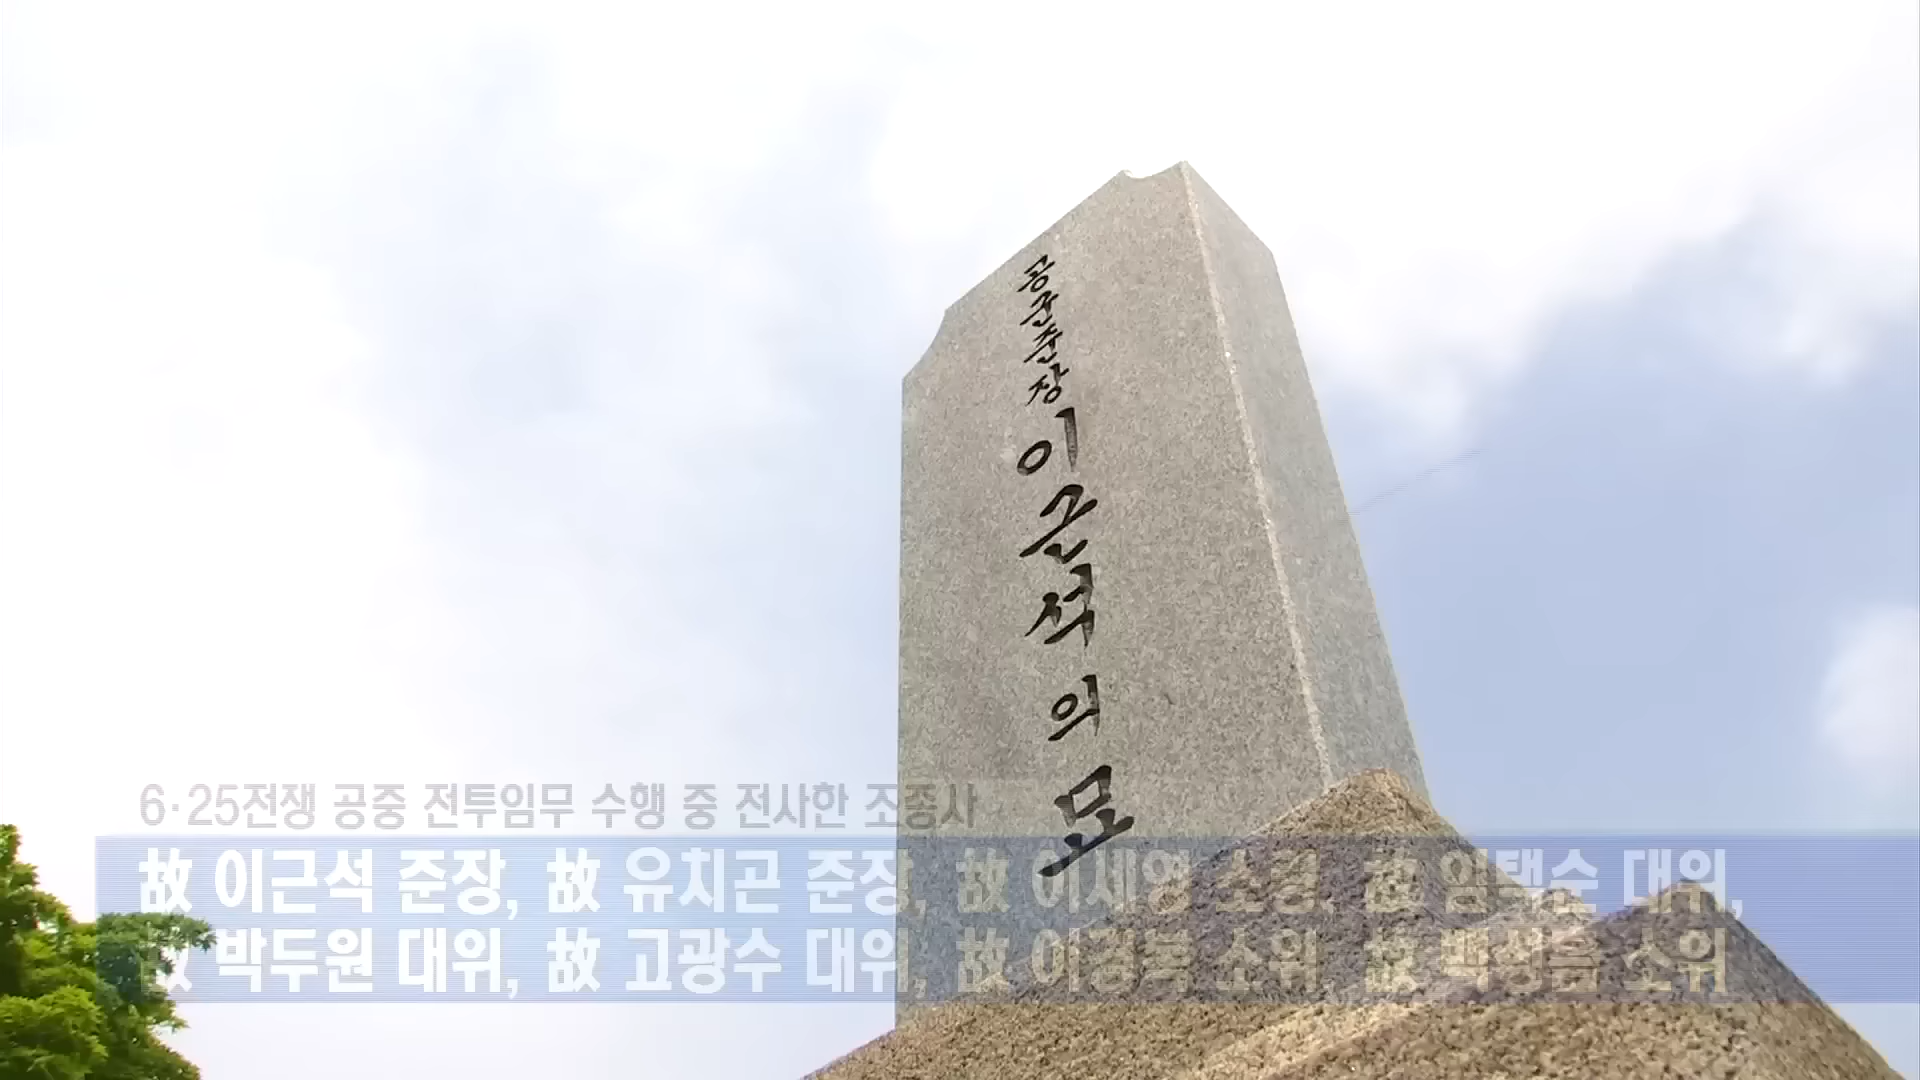 공군준장 이근석의 묘
6·25전쟁 공중 전투임무 수행 중 전사한 조종사
故 이근석 준장, 故 유치곤 준장, 故 이세영 소령, 故 임택순 대위,
故 박두원 대위, 故 고광수 대위, 故 이경복 소위, 故 백성흠 소위